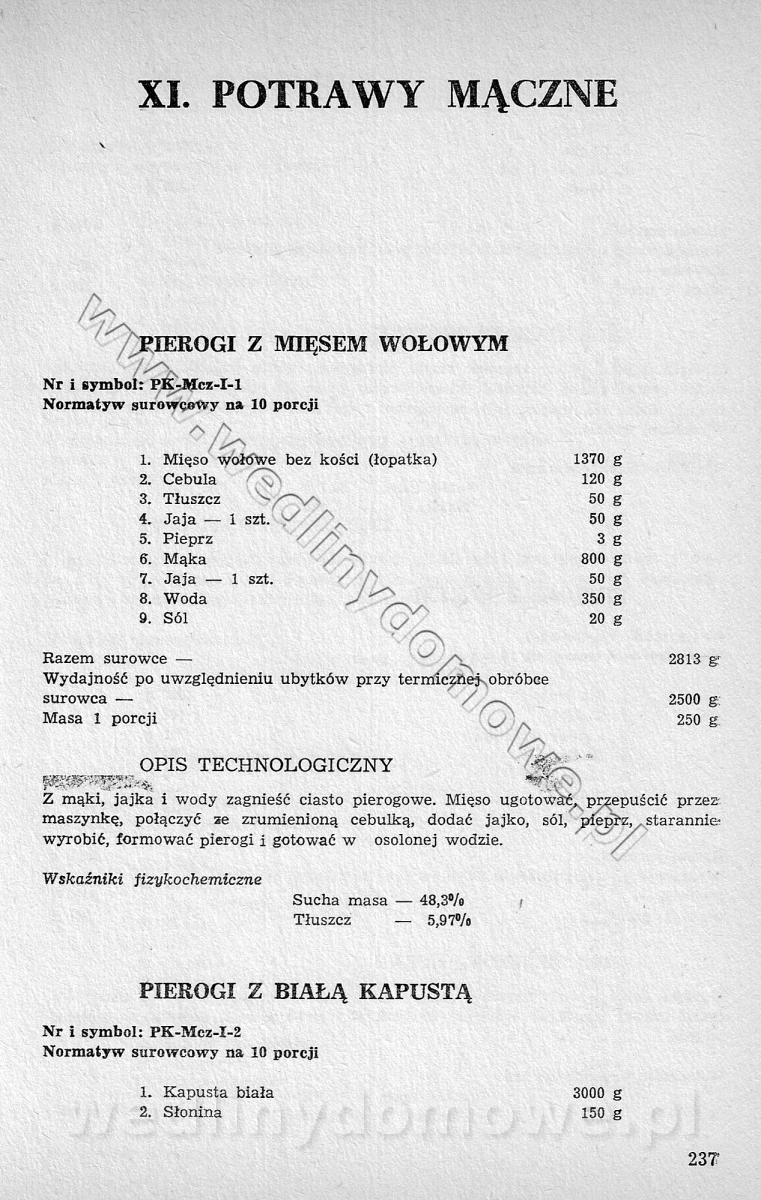 XI. POTRAWY MĄCZNE
PIEROGI Z MIĘSEM WOŁOWYM
Nr i symbol: PK-Mcz-I-1
Normatyw surowcowy na 10 porcji
1. Mięso wołowe bez kości (łopatka) 1370 g
2. Cebula 120 g
3. Tłuszcz 50 g
4. Jaja — 1 szt. 50 g
5. Pieprz 3 g
6. Mąka 800 g
7. Jaja — 1 szt. 50 g
8. Woda 350 g
9. Sól 20 g
Razem surowce — 2813 g
Wydajność po uwzględnieniu ubytków przy termicznej obróbce
surowca — 2500 g
Masa 1 porcji 250 g
OPIS TECHNOLOGICZNY
Z mąki, jajka i wody zagnieść ciasto pierogowe. Mięso ugotować, przepuścić przez
maszynkę, połączyć ze zrumienioną cebulką, dodać jajko, sól, pieprz, starannie
wyrobić, formować pierogi i gotować w osolonej wodzie.
Wskaźniki fizykochemiczne
Sucha masa — 48,3%
Tłuszcz — 5,97%
PIEROGI Z BIAŁĄ KAPUSTĄ
Nr i symbol: PK-Mcz-I-2
Normatyw surowcowy na 10 porcji
1. Kapusta biała 3000 g
2. Słonina 150 g
237
www.wedlinydomowe.pl
wedlinydomowe.pl